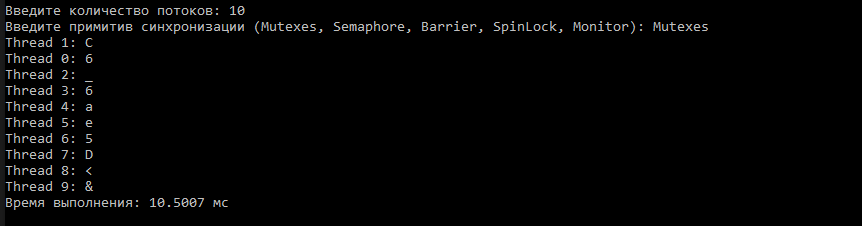 Введите количество потоков: 10
Введите примитив синхронизации (Mutexes, Semaphore, Barrier, SpinLock, Monitor): Mutexes
Thread 1: C
Thread 0: 6
Thread 2: _
Thread 3: 6
Thread 4: a
Thread 5: e
Thread 6: 5
Thread 7: D
Thread 8: <
Thread 9: &
Время выполнения: 10.5007 мс